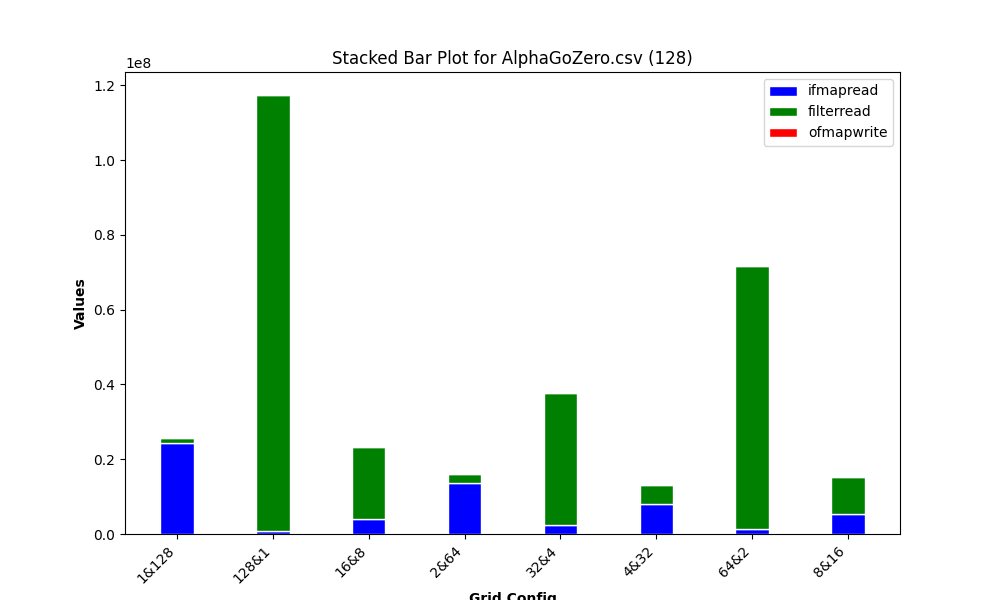 Stacked Bar Plot for AlphaGoZero.csv (128)
1e8
ifmapread
filterread
ofmapwrite
1.2
1.0
0.8
0.6
0.4
0.2
0.0
Values
1&128
128&1
16&8
2&64
32&4
4&32
64&2
8&16
Grid Config